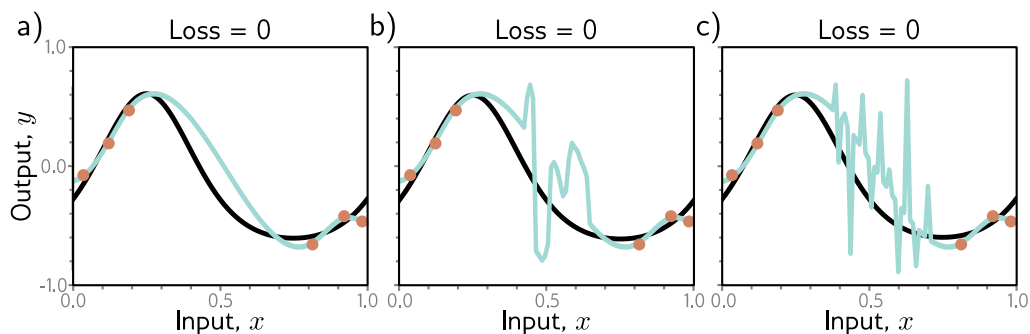 a) Loss = 0
b) Loss = 0
c) Loss = 0
1.0
0.0
-1.0
Output, y
0.0 0.5 1.0
0.0 0.5 1.0
0.0 0.5 1.0
Input, x
Input, x
Input, x